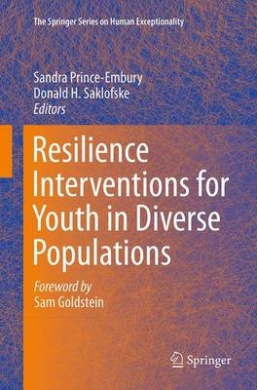 The Springer Series on Human Exceptionality
Sandra Prince-Embury
Donald H. Saklofske
Editors
Resilience
Interventions for
Youth in Diverse
Populations
Foreword by
Sam Goldstein
Springer